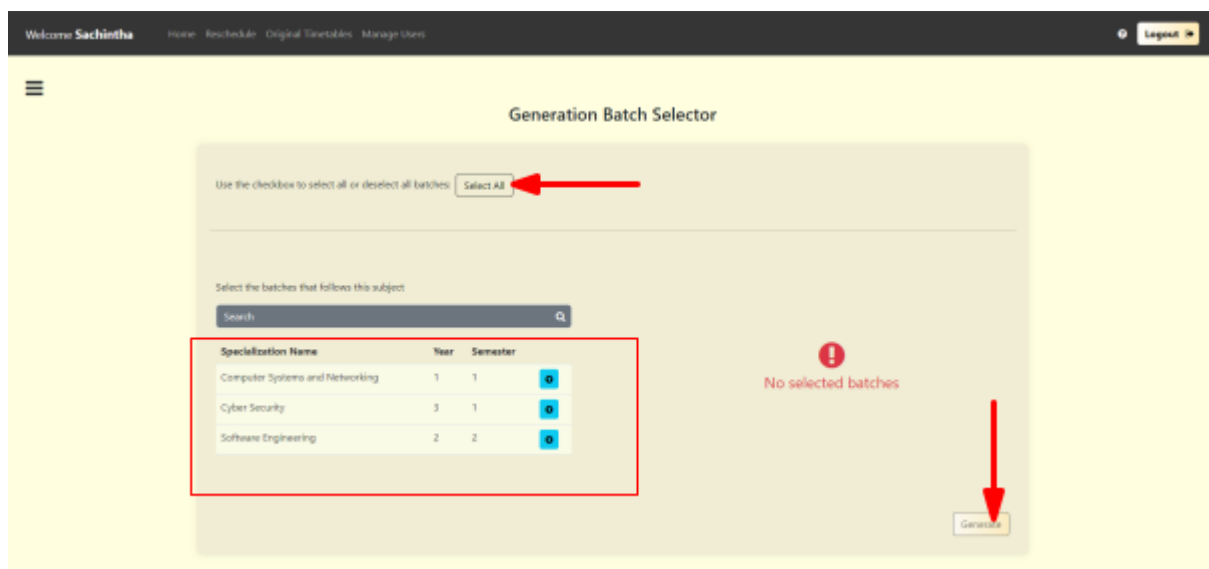 Welcome Sachintha Home Reschedule Original Timetables Manage Users Logout
Generation Batch Selector
Use the checkbox to select all or deselect all batches: Select All
Select the batches that follows this subject
Search
Specialization Name Year Semester
Computer Systems and Networking 1 1
Cyber Security 3 1
Software Engineering 2 2
No selected batches
Generate